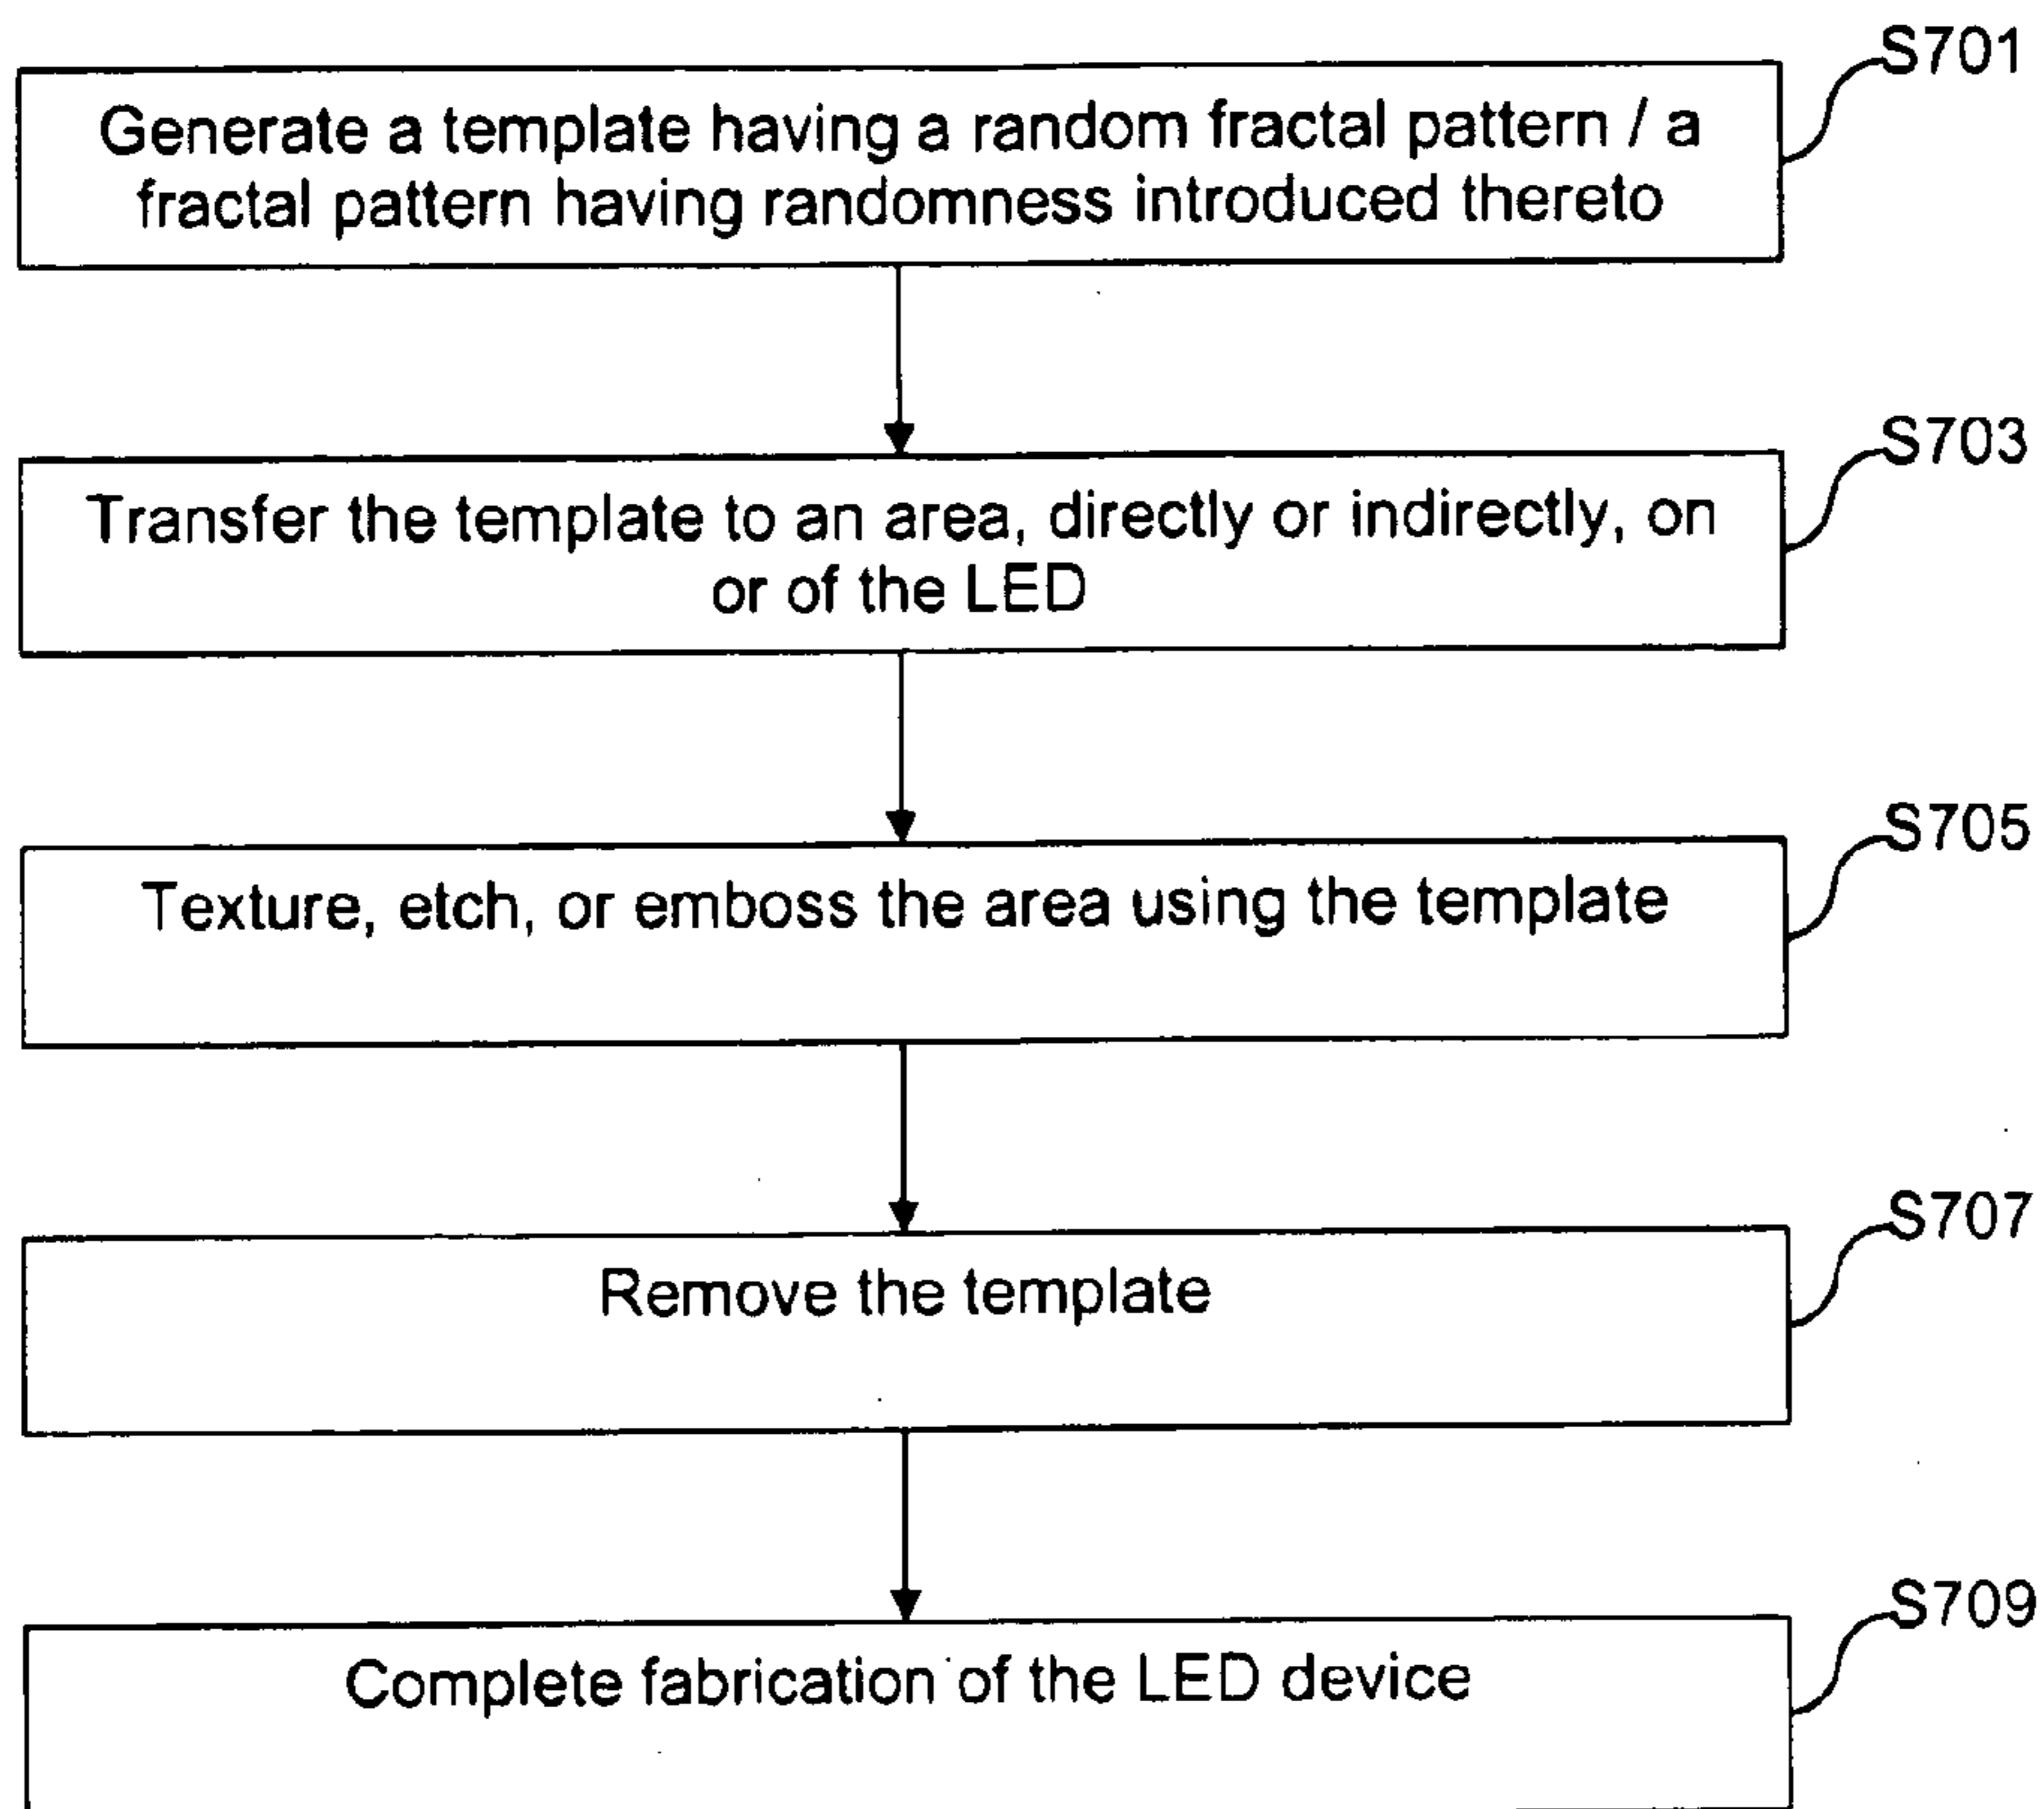 S701
Generate a template having a random fractal pattern / a
fractal pattern having randomness introduced thereto
S703
Transfer the template to an area, directly or indirectly, on
or of the LED
S705
Texture, etch, or emboss the area using the template
S707
Remove the template
S709
Complete fabrication of the LED device